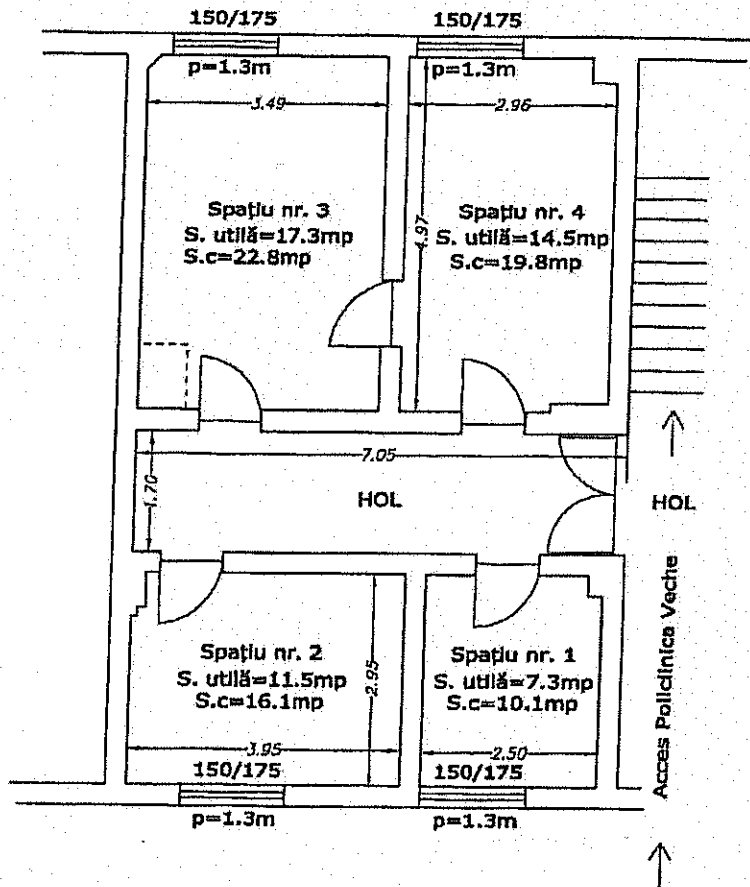 150/175
150/175
p=1.3m
p=1.3m
3.49
2.96
Spațiu nr. 3
S. utilă=17.3mp
S.c=22.8mp
4.97
Spațiu nr. 4
S. utilă=14.5mp
S.c=19.8mp
7.05
1.70
HOL
HOL
Acces Policlinica Veche
Spațiu nr. 2
S. utilă=11.5mp
S.c=16.1mp
2.95
Spațiu nr. 1
S. utilă=7.3mp
S.c=10.1mp
3.95
2.50
150/175
150/175
p=1.3m
p=1.3m